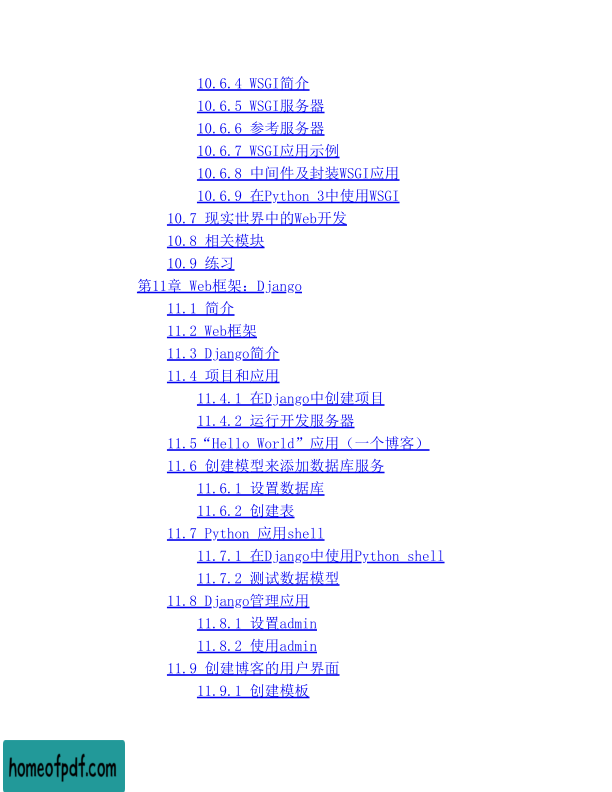 10.6.4 WSGI简介
10.6.5 WSGI服务器
10.6.6 参考服务器
10.6.7 WSGI应用示例
10.6.8 中间件及封装WSGI应用
10.6.9 在Python 3中使用WSGI
10.7 现实世界中的Web开发
10.8 相关模块
10.9 练习
第11章 Web框架：Django
11.1 简介
11.2 Web框架
11.3 Django简介
11.4 项目和应用
11.4.1 在Django中创建项目
11.4.2 运行开发服务器
11.5“Hello World”应用（一个博客）
11.6 创建模型来添加数据库服务
11.6.1 设置数据库
11.6.2 创建表
11.7 Python 应用shell
11.7.1 在Django中使用Python shell
11.7.2 测试数据模型
11.8 Django管理应用
11.8.1 设置admin
11.8.2 使用admin
11.9 创建博客的用户界面
11.9.1 创建模板
homeofpdf.com